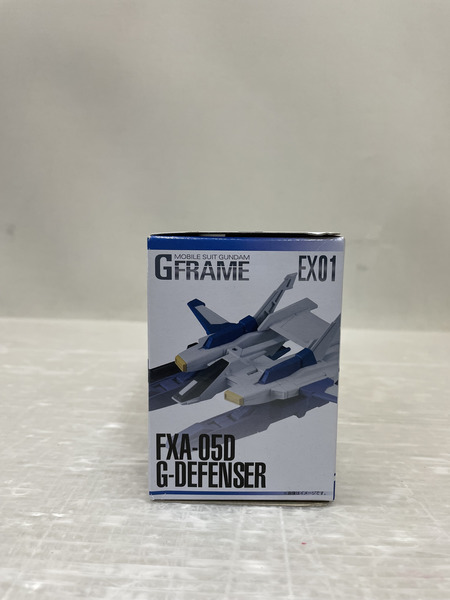 MOBILE SUIT GUNDAM
GFRAME
EX01
FXA-05D
G-DEFENSER